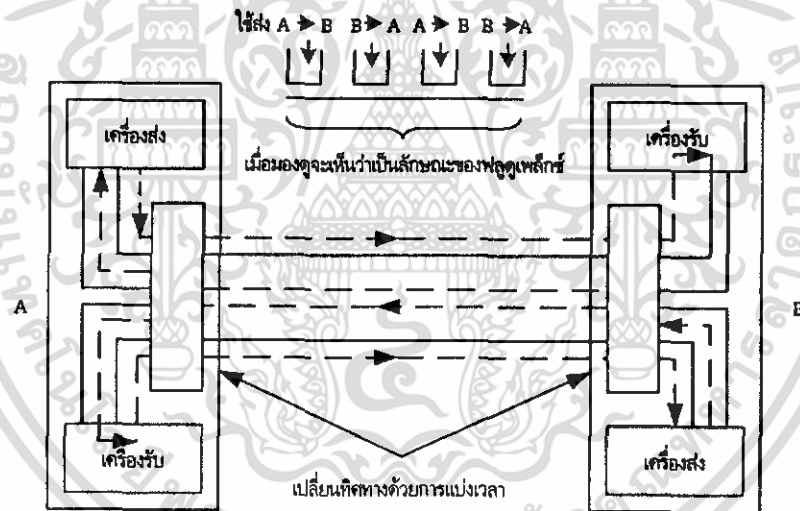 ใช้ส่ง A B B A A B B A
เครื่องส่ง
เครื่องรับ
เมื่อมองดูจะเห็นว่าเป็นลักษณะของฟลูดูเพล็กซ์
A
B
เครื่องรับ
เครื่องส่ง
เปลี่ยนทิศทางด้วยการแบ่งเวลา